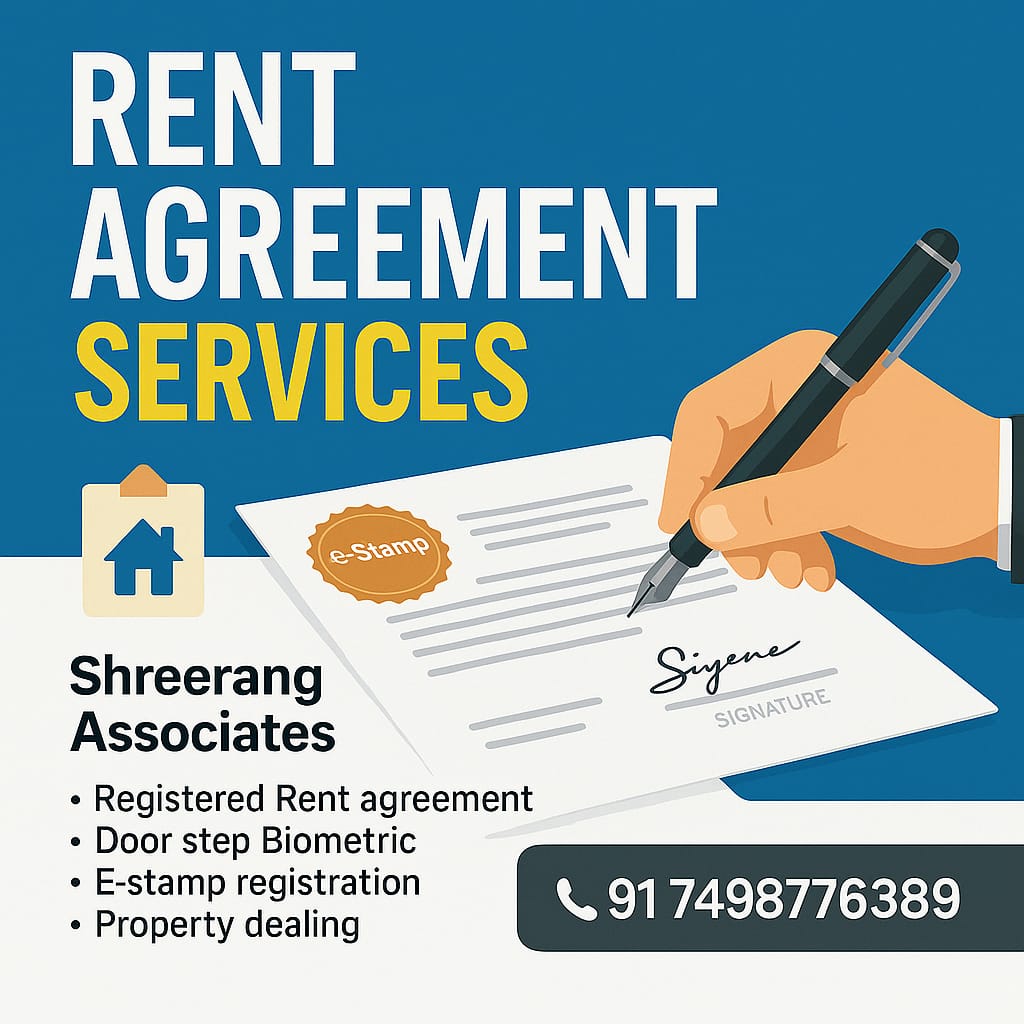 RENT
AGREEMENT
SERVICES
e-Stamp
Siyene
SIGNATURE
Shreerang
Associates
• Registered Rent agreement
• Door step Biometric
• E-stamp registration
• Property dealing
91 7498776389